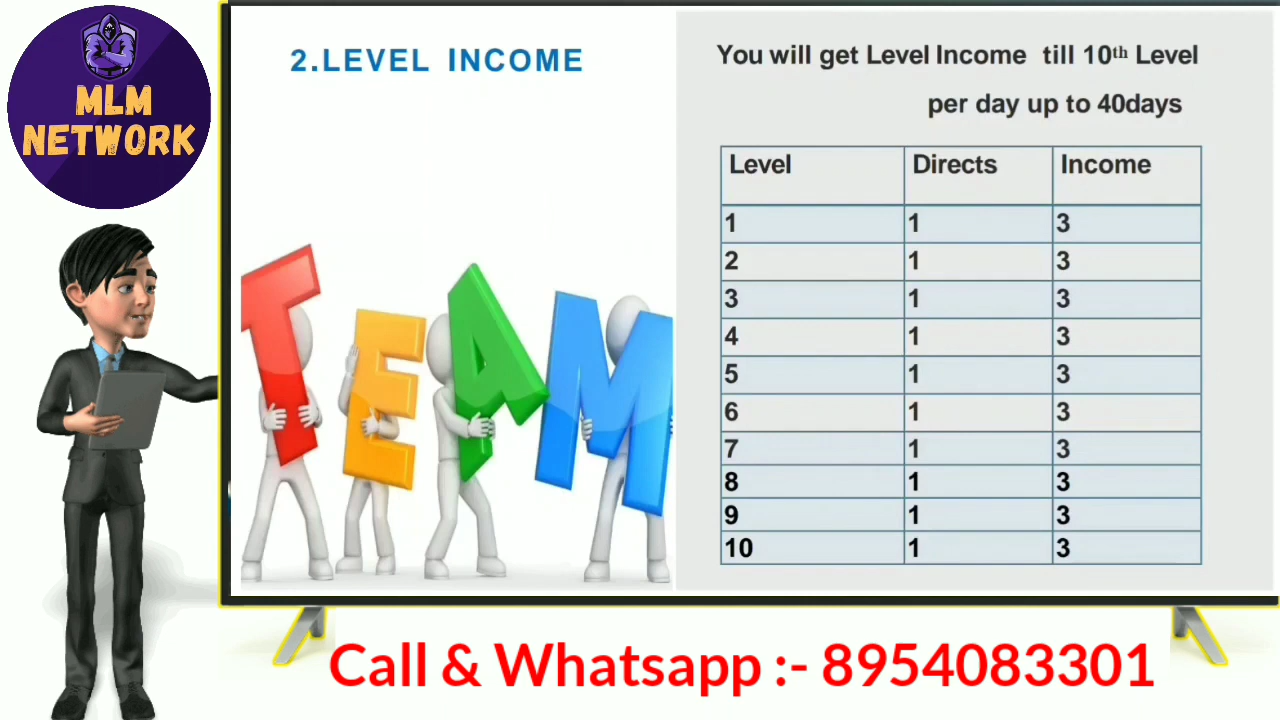 MLM
NETWORK
2.LEVEL INCOME
TEAM
You will get Level Income till 10th Level
per day up to 40days
Level Directs Income
1 1 3
2 1 3
3 1 3
4 1 3
5 1 3
6 1 3
7 1 3
8 1 3
9 1 3
10 1 3
Call & Whatsapp :- 8954083301